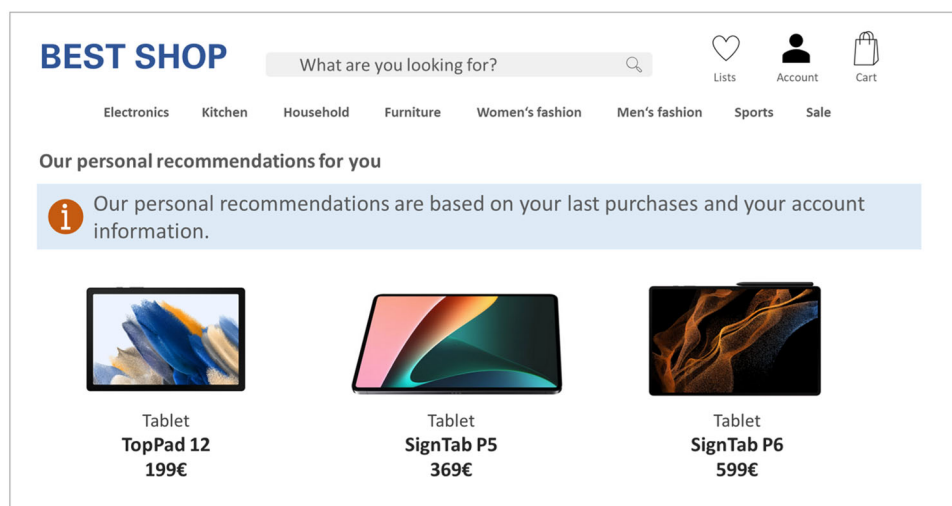 BEST SHOP
What are you looking for?
Lists
Account
Cart
Electronics Kitchen Household Furniture Women‘s fashion Men‘s fashion Sports Sale
Our personal recommendations for you
i
Our personal recommendations are based on your last purchases and your account
information.
Tablet
TopPad 12
199€
Tablet
SignTab P5
369€
Tablet
SignTab P6
599€